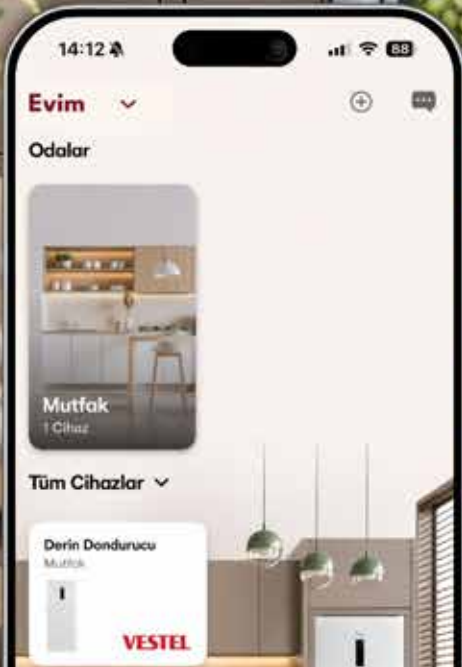 14:12
88
Evim
Odalar
Mutfak
1 Cihaz
Tüm Cihazlar
Derin Dondurucu
Mutfak
VESTEL